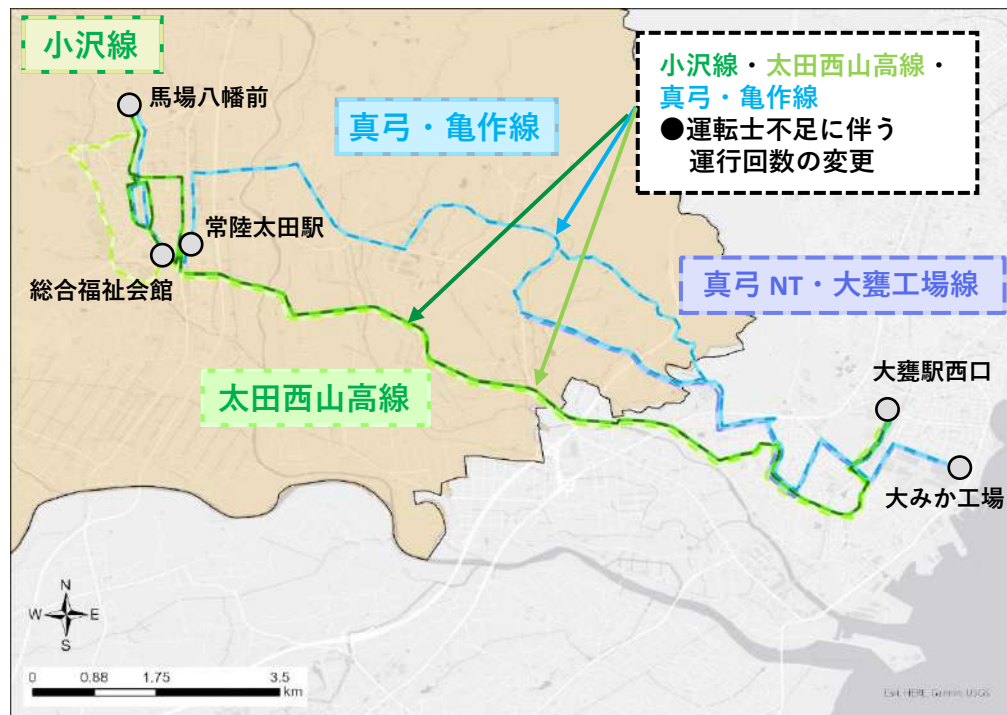 小沢線
馬場八幡前
真弓・亀作線
小沢線・太田西山高線・
真弓・亀作線
●運転士不足に伴う
運行回数の変更
常陸太田駅
総合福祉会館
真弓 NT・大甕工場線
太田西山高線
大甕駅西口
大みか工場
N
W E
S
0 0.88 1.75 3.5
km
Esri, HERE, Garmin, USGS